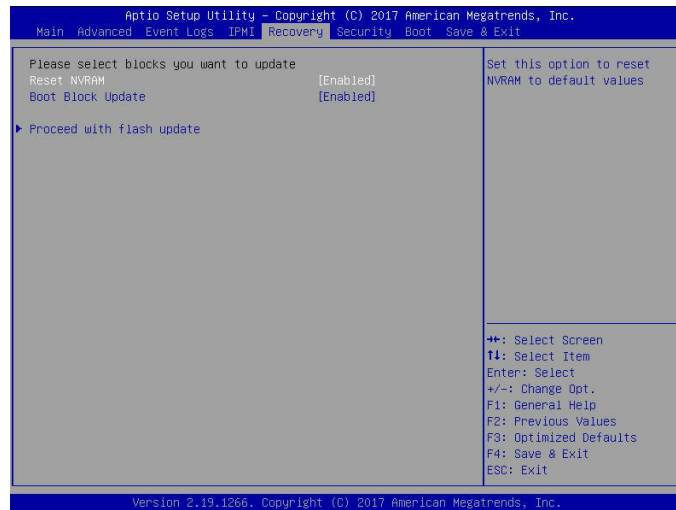 Aptio Setup Utility – Copyright (C) 2017 American Megatrends, Inc.
Main Advanced Event Logs IPMI Recovery Security Boot Save & Exit
Please select blocks you want to update
Reset NVRAM [Enabled]
Boot Block Update [Enabled]
Proceed with flash update
Set this option to reset
NVRAM to default values
→←: Select Screen
↑↓: Select Item
Enter: Select
+/-: Change Opt.
F1: General Help
F2: Previous Values
F3: Optimized Defaults
F4: Save & Exit
ESC: Exit
Version 2.19.1266. Copyright (C) 2017 American Megatrends, Inc.